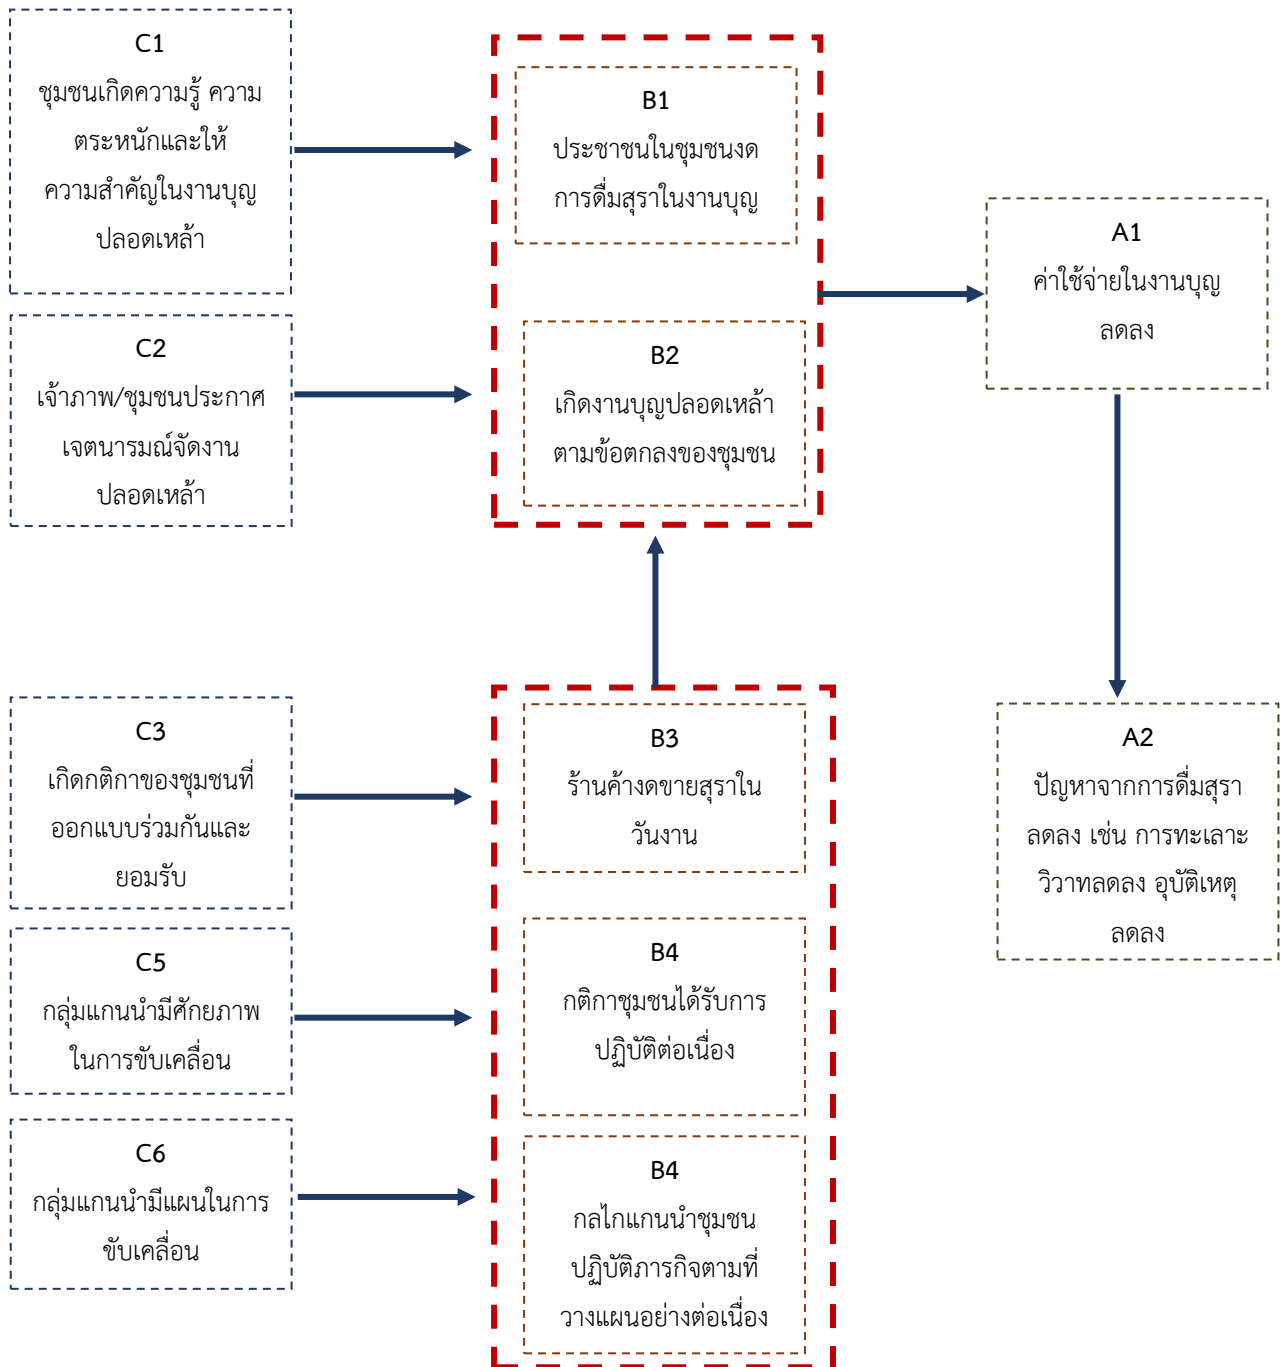 C1
ชุมชนเกิดความรู้ ความ
ตระหนักและให้
ความสำคัญในงานบุญ
ปลอดเหล้า
C2
เจ้าภาพ/ชุมชนประกาศ
เจตนารมณ์จัดงาน
ปลอดเหล้า
B1
ประชาชนในชุมชนงด
การดื่มสุราในงานบุญ
B2
เกิดงานบุญปลอดเหล้า
ตามข้อตกลงของชุมชน
A1
ค่าใช้จ่ายในงานบุญ
ลดลง
C3
เกิดกติกาของชุมชนที่
ออกแบบร่วมกันและ
ยอมรับ
C5
กลุ่มแกนนำมีศักยภาพ
ในการขับเคลื่อน
C6
กลุ่มแกนนำมีแผนในการ
ขับเคลื่อน
B3
ร้านค้างดขายสุราใน
วันงาน
B4
กติกาชุมชนได้รับการ
ปฏิบัติต่อเนื่อง
B4
กลไกแกนนำชุมชน
ปฏิบัติภารกิจตามที่
วางแผนอย่างต่อเนื่อง
A2
ปัญหาจากการดื่มสุรา
ลดลง เช่น การทะเลาะ
วิวาทลดลง อุบัติเหตุ
ลดลง